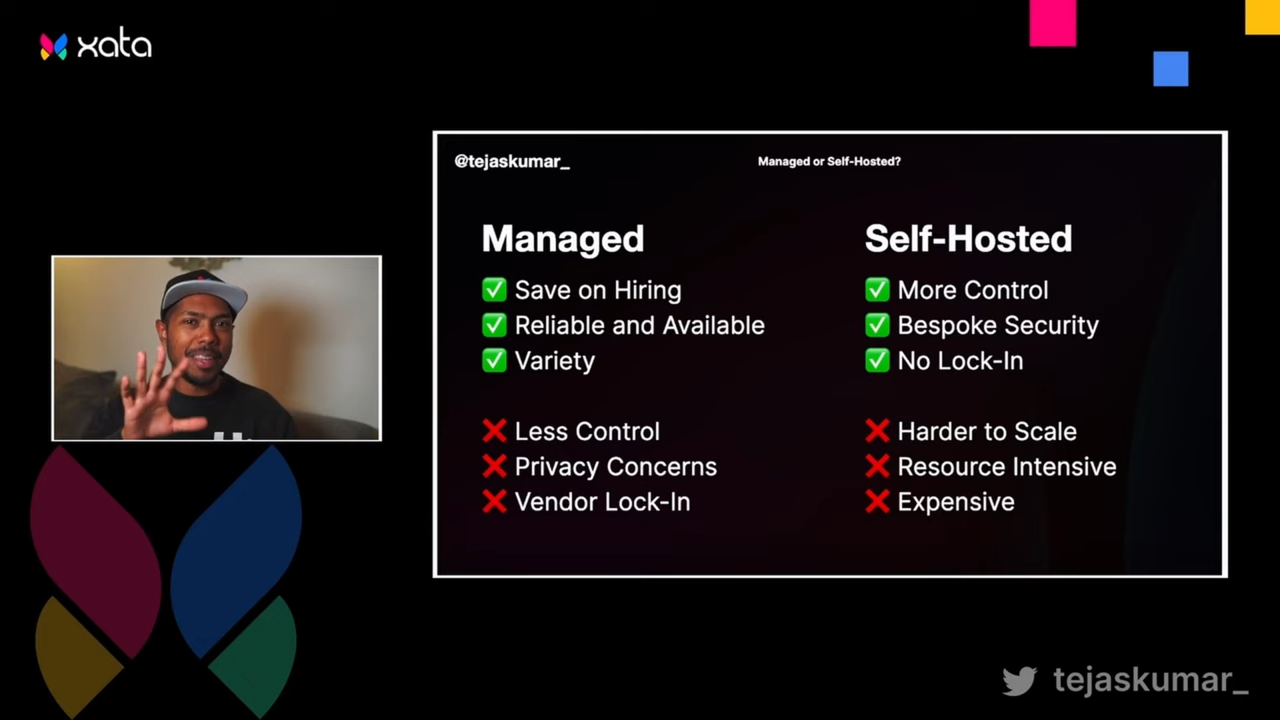 xata
@tejaskumar_
Managed or Self-Hosted?
Managed
✅ Save on Hiring
✅ Reliable and Available
✅ Variety
❌ Less Control
❌ Privacy Concerns
❌ Vendor Lock-In
Self-Hosted
✅ More Control
✅ Bespoke Security
✅ No Lock-In
❌ Harder to Scale
❌ Resource Intensive
❌ Expensive
tejaskumar_